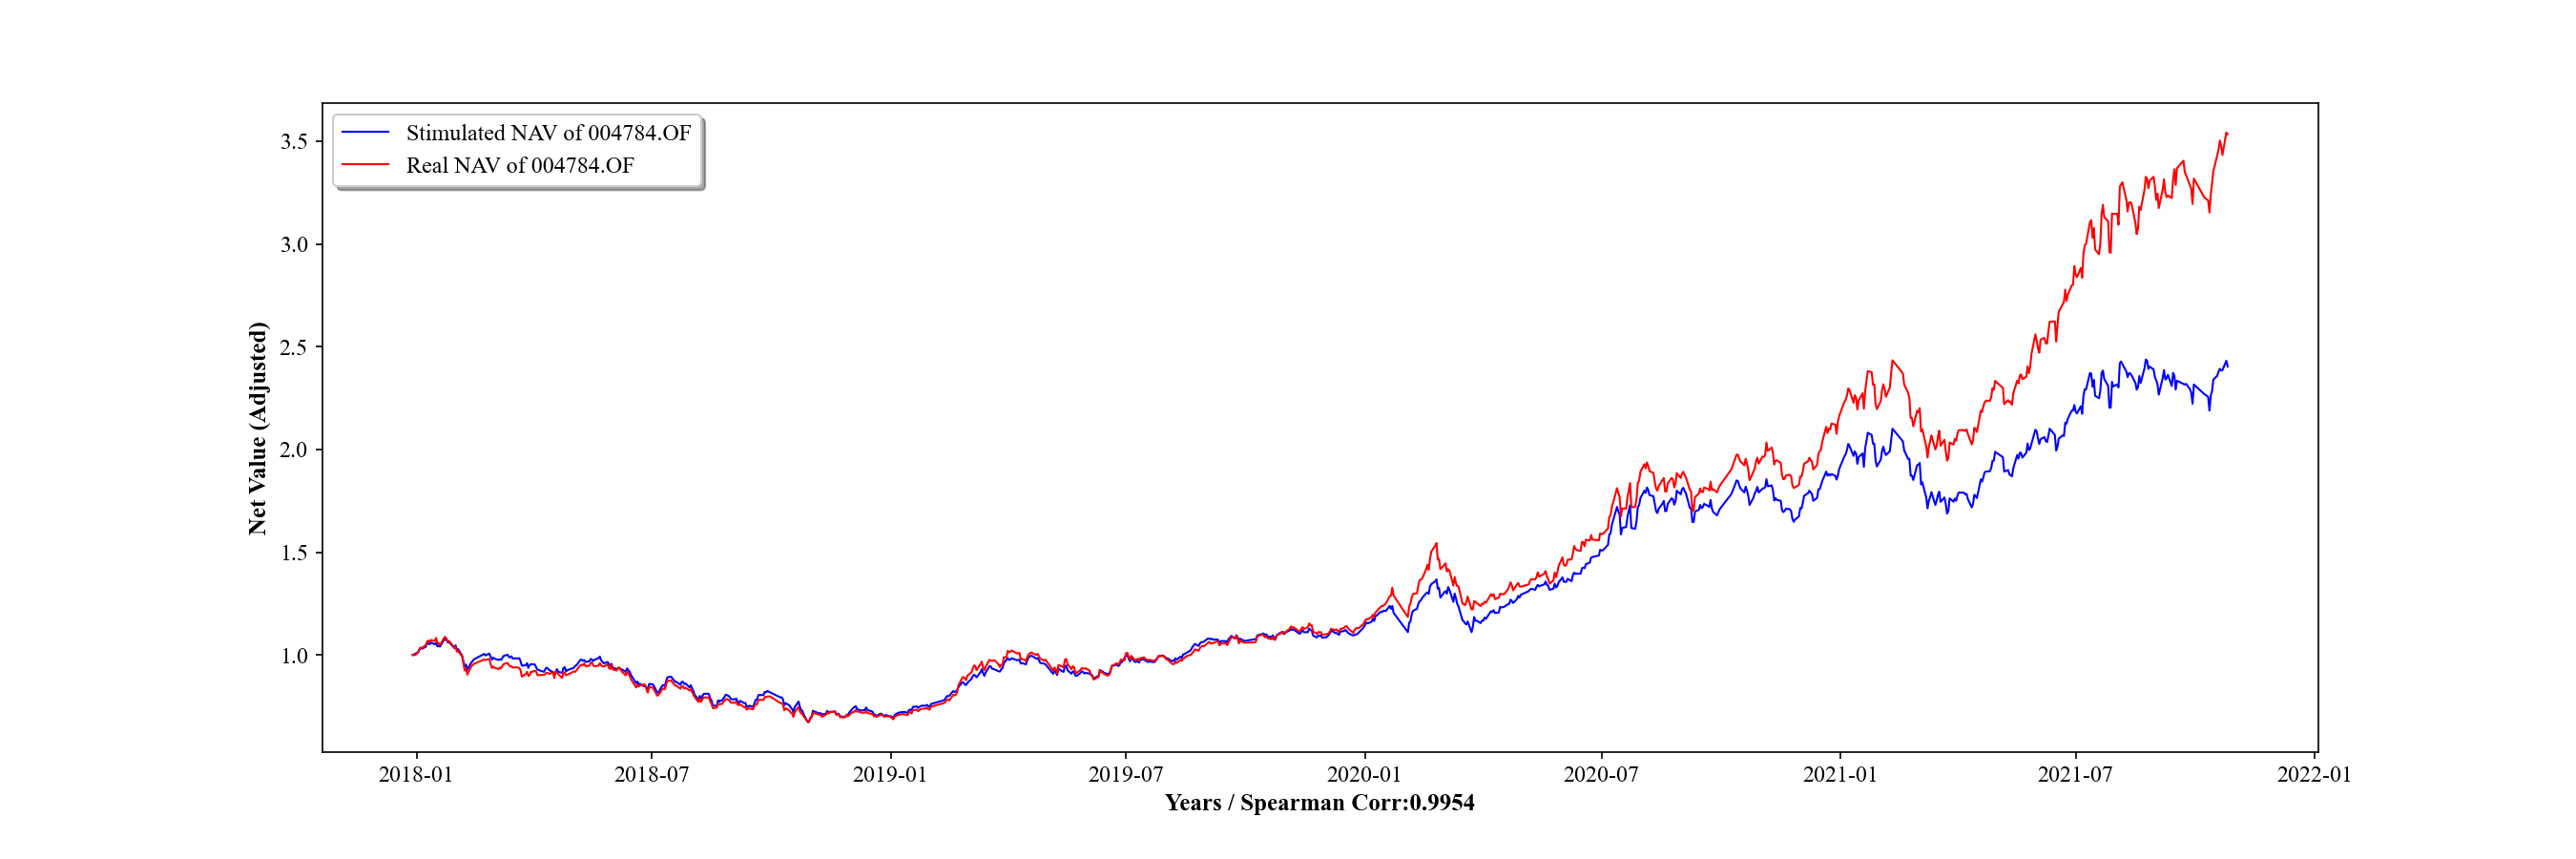 Stimulated NAV of 004784.OF
Real NAV of 004784.OF
3.5
3.0
2.5
2.0
1.5
1.0
Net Value (Adjusted)
2018-01 2018-07 2019-01 2019-07 2020-01 2020-07 2021-01 2021-07 2022-01
Years / Spearman Corr:0.9954